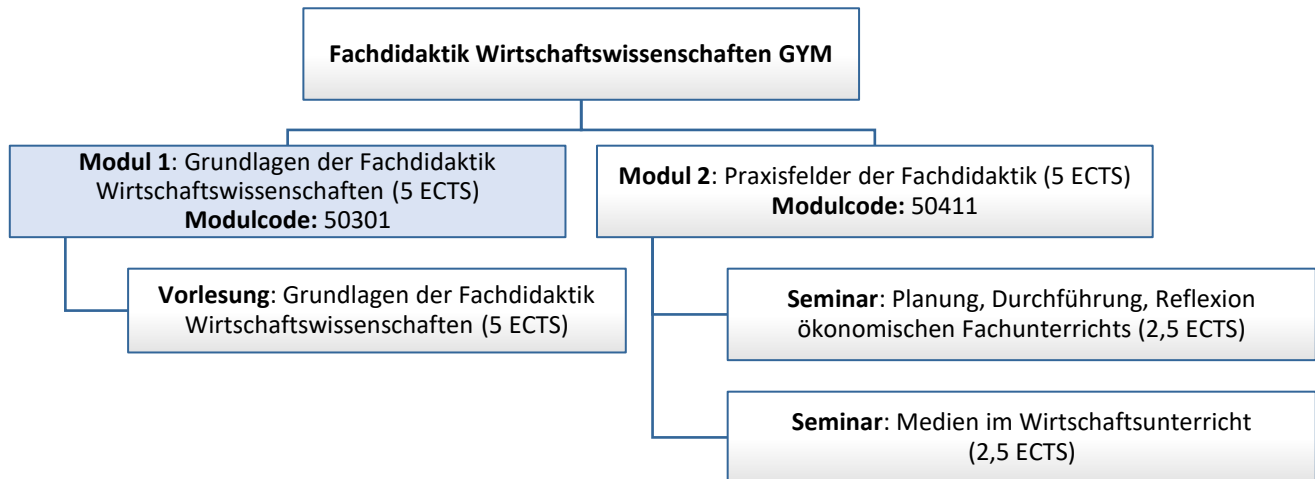 Fachdidaktik Wirtschaftswissenschaften GYM
Modul 1: Grundlagen der Fachdidaktik
Wirtschaftswissenschaften (5 ECTS)
Modulcode: 50301
Vorlesung: Grundlagen der Fachdidaktik
Wirtschaftswissenschaften (5 ECTS)
Modul 2: Praxisfelder der Fachdidaktik (5 ECTS)
Modulcode: 50411
Seminar: Planung, Durchführung, Reflexion
ökonomischen Fachunterrichts (2,5 ECTS)
Seminar: Medien im Wirtschaftsunterricht
(2,5 ECTS)